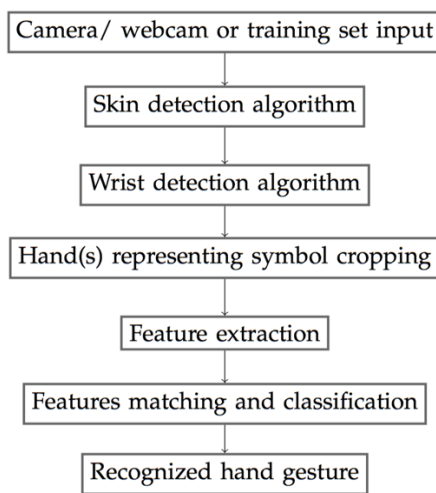 Camera/ webcam or training set input
Skin detection algorithm
Wrist detection algorithm
Hand(s) representing symbol cropping
Feature extraction
Features matching and classification
Recognized hand gesture